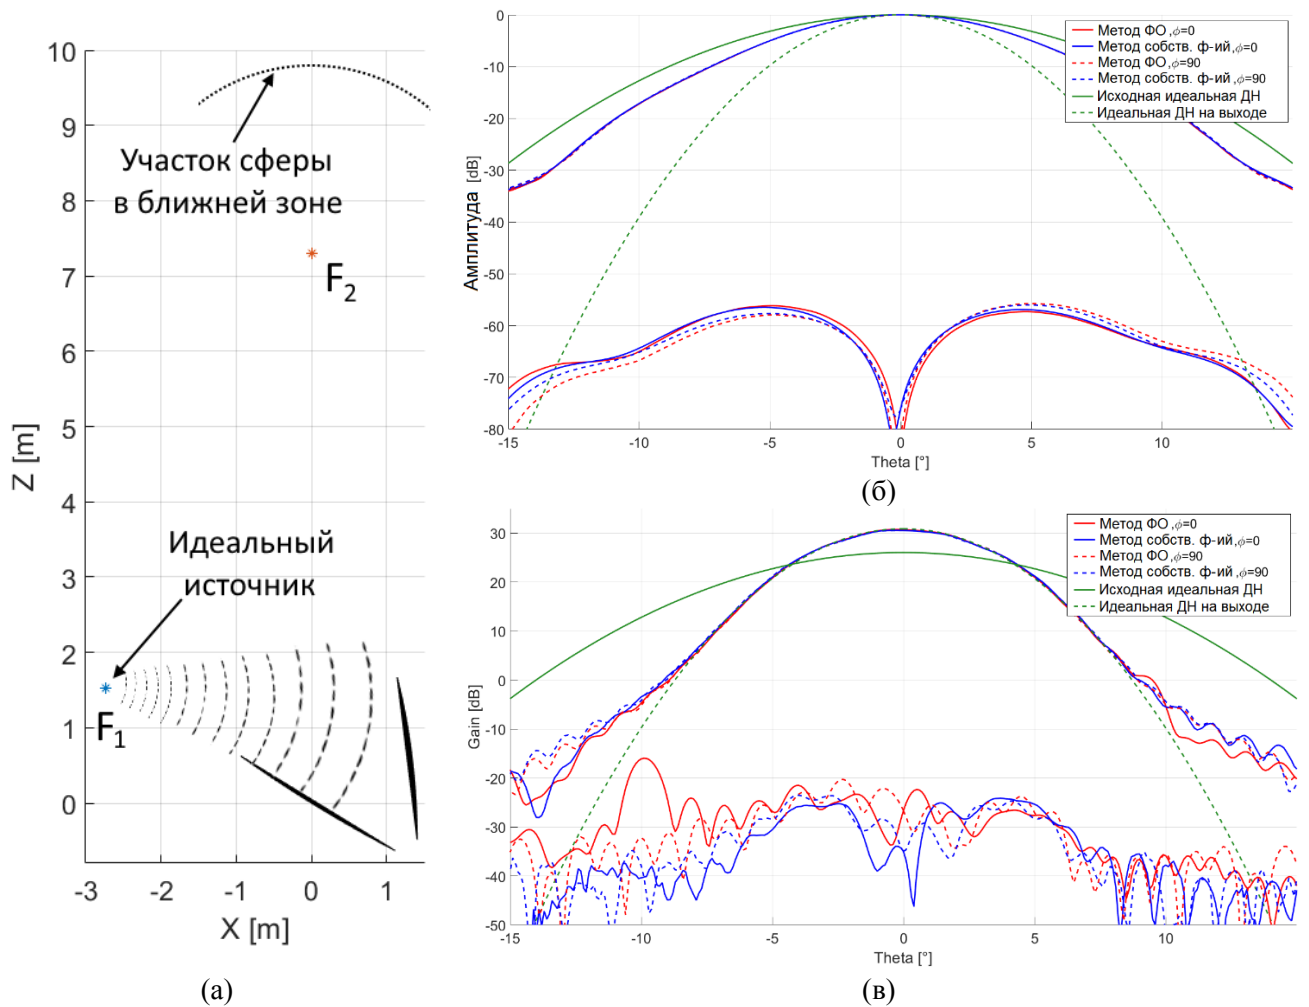 10
9
8
7
6
5
4
3
2
1
0
Z [m]
-3
-2
-1
0
1
X [m]
Участок сферы
в ближней зоне
F2
Идеальный
источник
F1
(а)
0
-10
-20
-30
-40
-50
-60
-70
-80
Амплитуда [dB]
-15
-10
-5
0
5
10
Theta [°]
Метод ФО,ϕ=0
Метод собств. ф-ий,ϕ=0
Метод ФО,ϕ=90
Метод собств. ф-ий ,ϕ=90
Исходная идеальная ДН
Идеальная ДН на выходе
(б)
30
20
10
0
-10
-20
-30
-40
-50
Gain [dB]
-15
-10
-5
0
5
10
Theta [°]
Метод ФО,ϕ=0
Метод собств. ф-ий,ϕ=0
Метод ФО,ϕ=90
Метод собств. ф-ий ,ϕ=90
Исходная идеальная ДН
Идеальная ДН на выходе
(в)